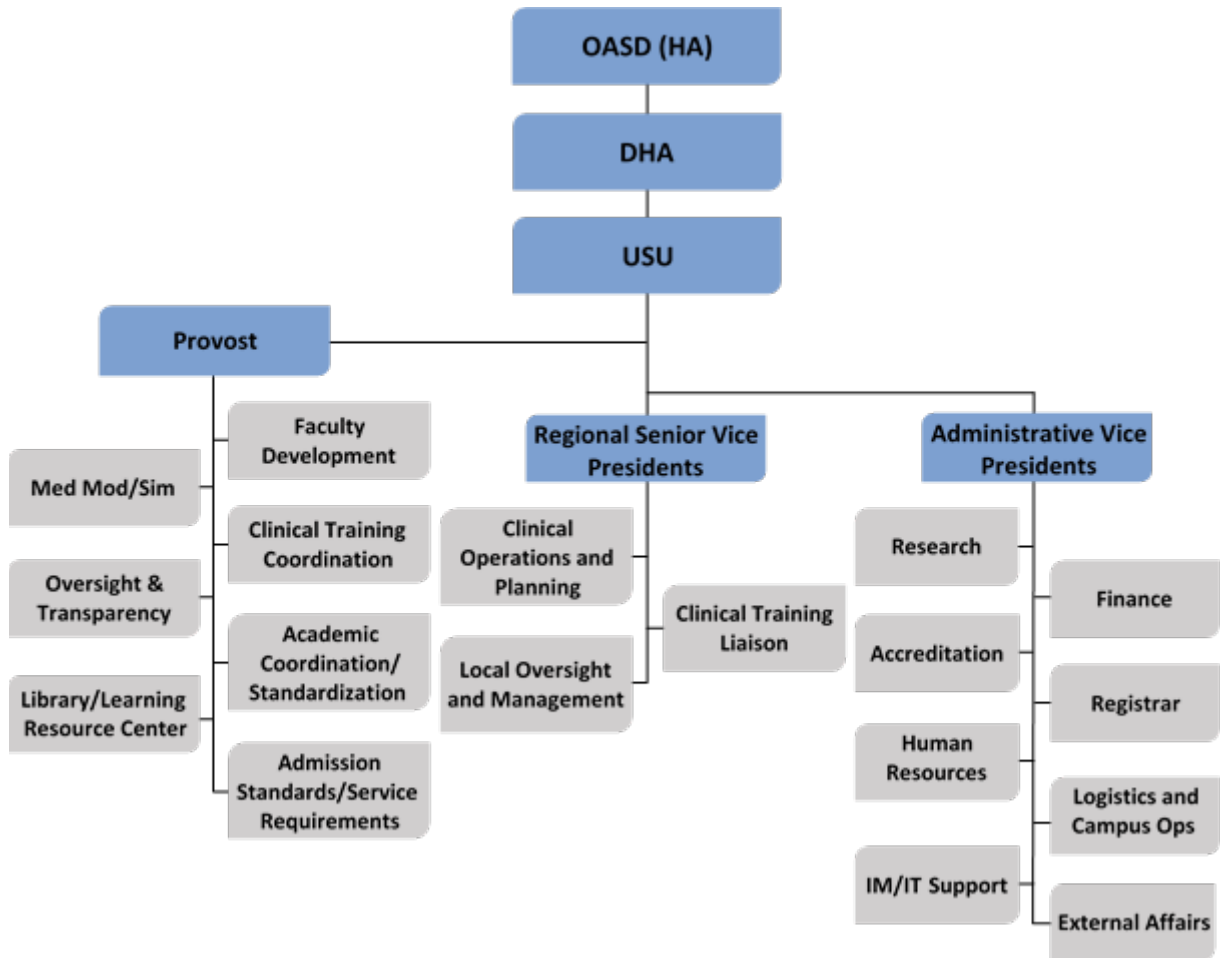 OASD (HA)
DHA
USU
Provost
Faculty
Development
Med Mod/Sim
Clinical Training
Coordination
Oversight &
Transparency
Academic
Coordination/
Standardization
Library/Learning
Resource Center
Admission
Standards/Service
Requirements
Regional Senior Vice
Presidents
Clinical
Operations and
Planning
Clinical Training
Liaison
Local Oversight
and Management
Administrative Vice
Presidents
Research
Finance
Accreditation
Registrar
Human
Resources
Logistics and
Campus Ops
IM/IT Support
External Affairs